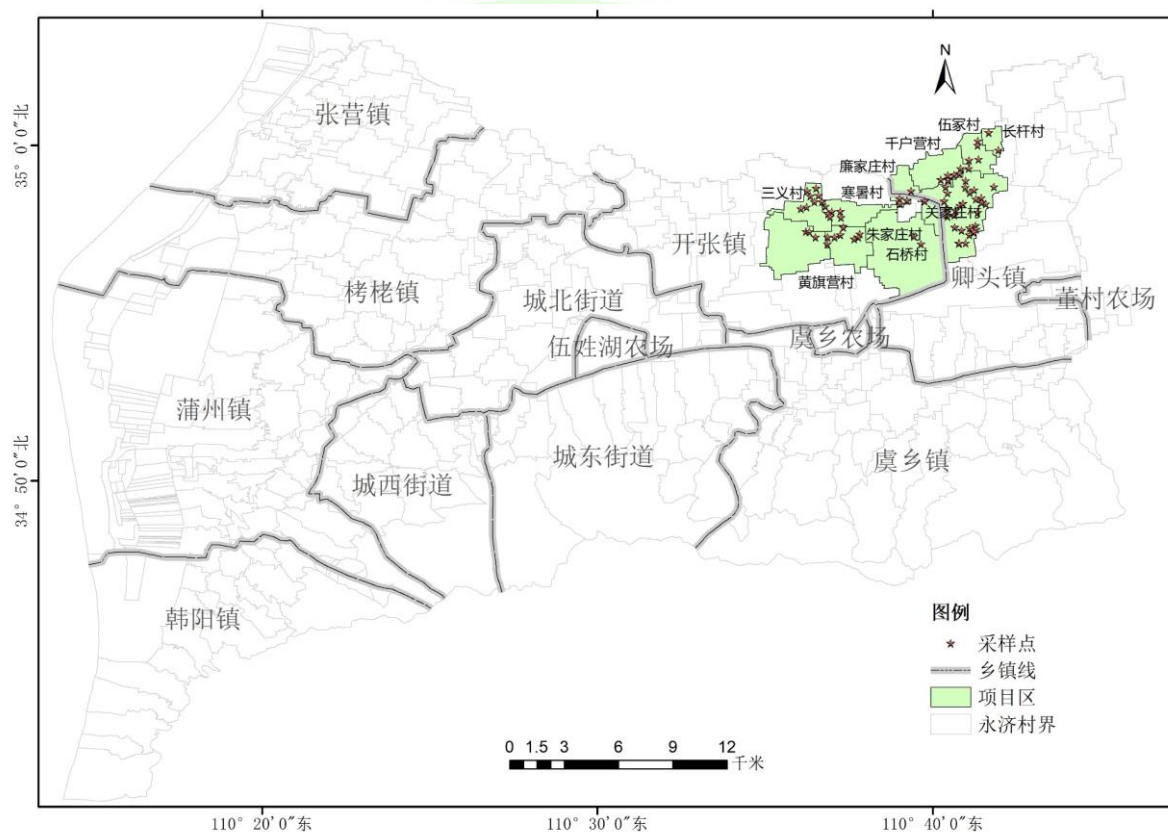 N
张营镇
伍家村
长杆村
千户营村
廉家庄村
三义村
寒暑村
关家庄村
开张镇
朱家庄村
石桥村
黄旗营村
卿头镇
董村农场
栲栳镇
城北街道
伍姓湖农场
虞乡农场
蒲州镇
城西街道
城东街道
虞乡镇
韩阳镇
图例
采样点
乡镇线
项目区
永济村界
0 1.5 3 6 9 12
千米
35° 0'0"北
34° 50'0"北
110° 20'0"东
110° 30'0"东
110° 40'0"东